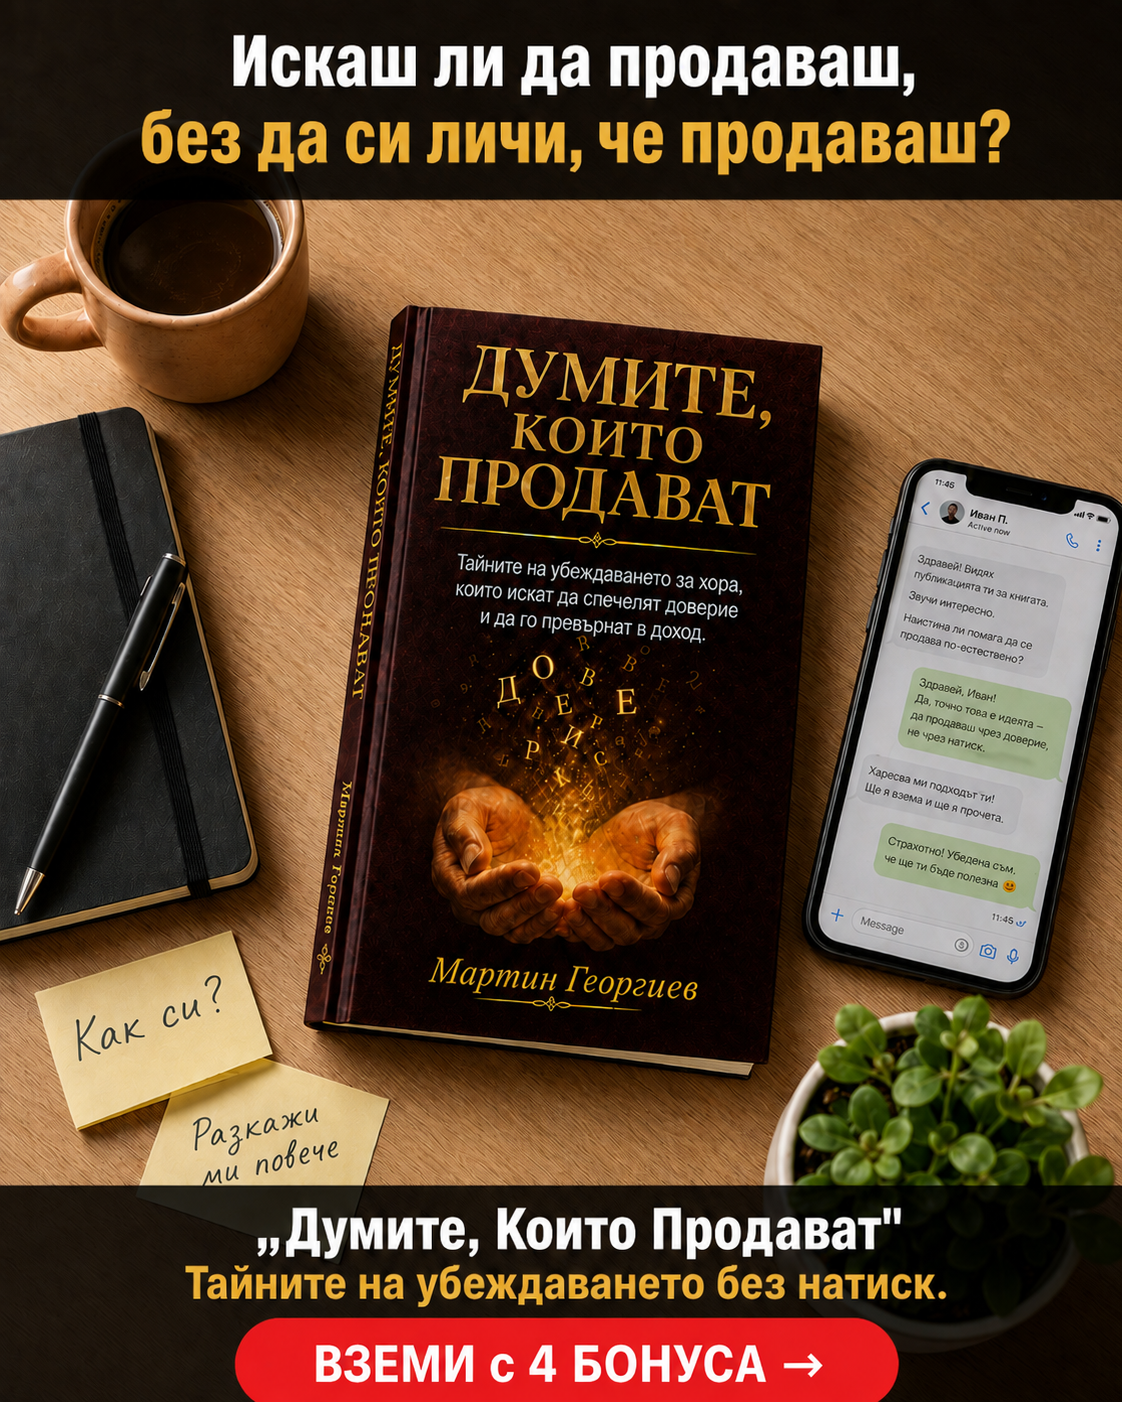 Искаш ли да продаваш,
без да си личи, че продаваш?
ДУМИТЕ,
КОИТО
ПРОДАВАТ
Тайните на убеждаването за хора,
които искат да спечелят доверие
и да го превърнат в доход.
Мартин Георгиев
11:45
Иван П.
Active now
Здравей! Видях
публикацията ти за книгата.
Звучи интересно.
Наистина ли помага да се
продава по-естествено?
Здравей, Иван!
Да, точно това е идеята –
да продаваш чрез доверие,
не чрез натиск.
Харесва ми подходът ти!
Ще я взема и ще я прочета.
Страхотно! Убедена съм,
че ще ти бъде полезна 😊
11:45
Message
Как си?
Разкажи
ми повече
„Думите, Които Продават"
Тайните на убеждаването без натиск.
ВЗЕМИ с 4 БОНУСА →